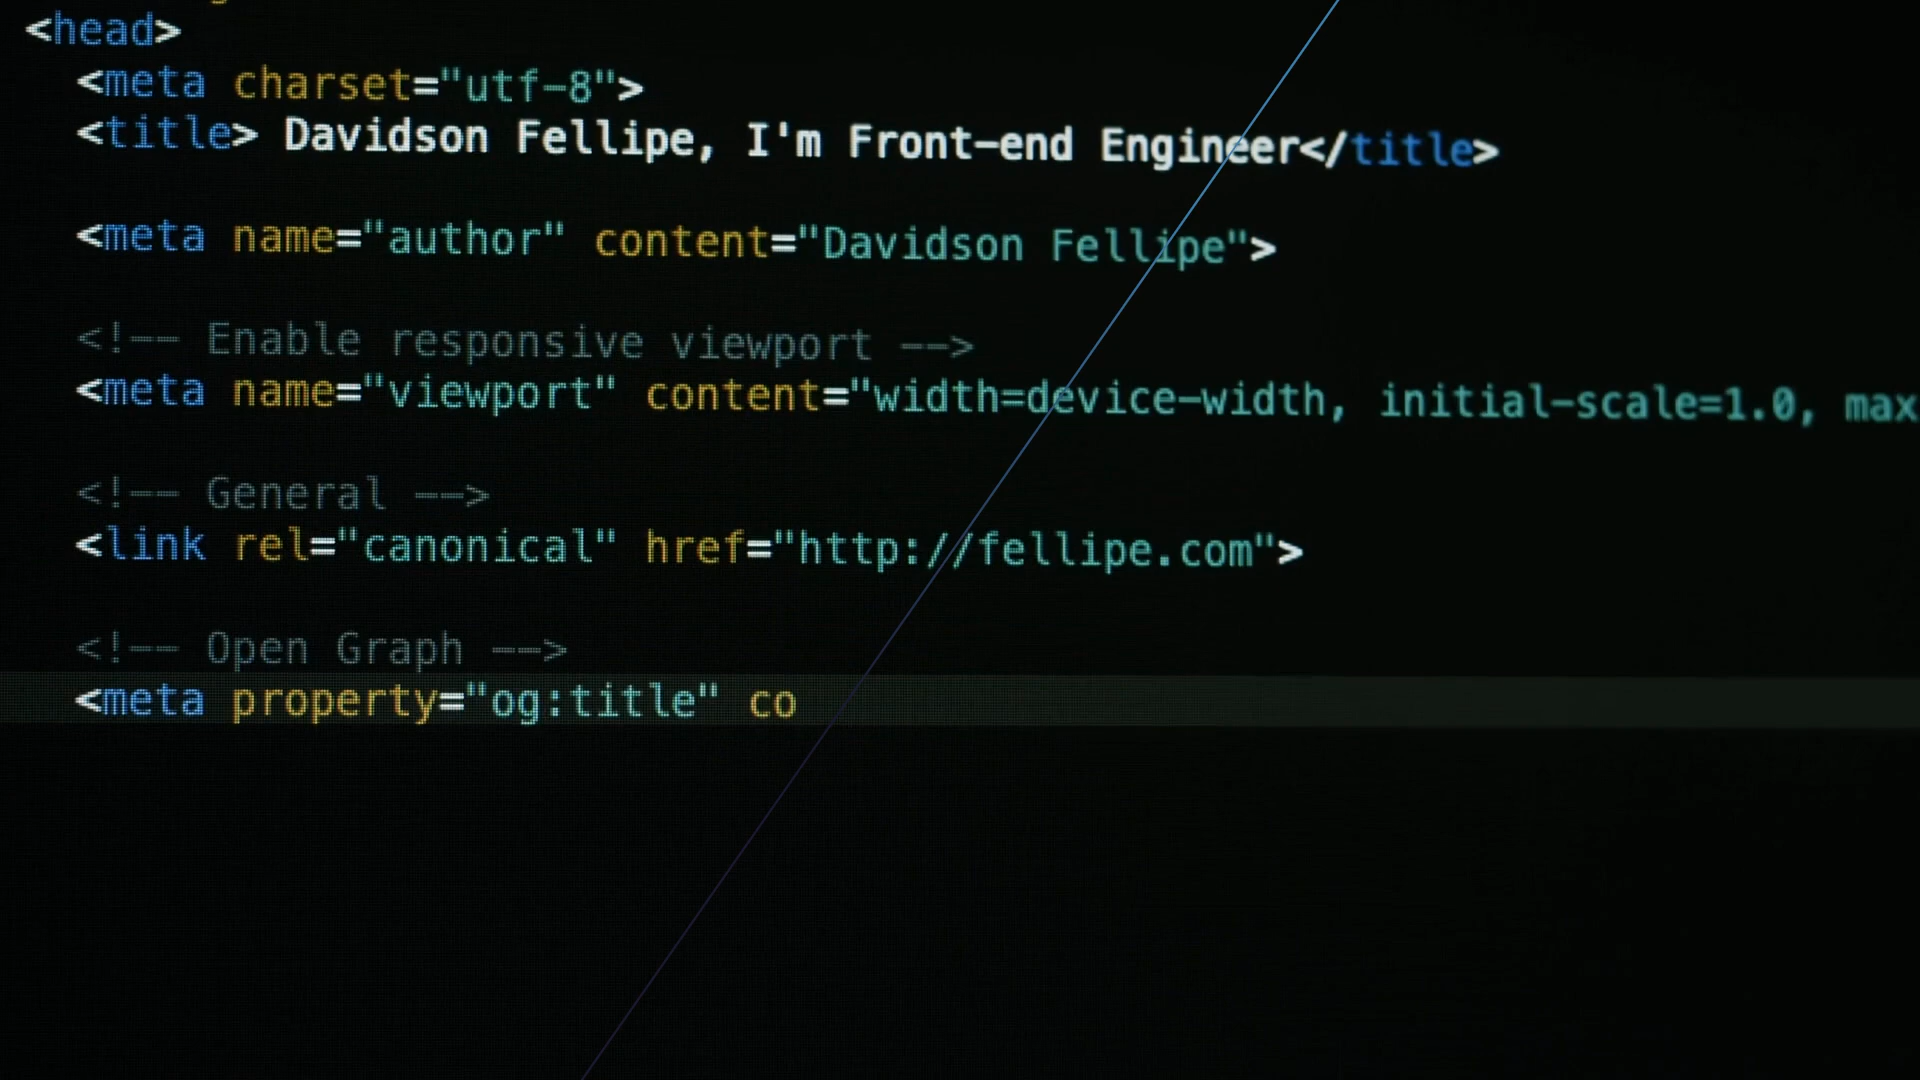 <head>
<meta charset="utf-8">
<title> Davidson Fellipe, I'm Front-end Engineer</title>
<meta name="author" content="Davidson Fellipe">
<!-- Enable responsive viewport -->
<meta name="viewport" content="width=device-width, initial-scale=1.0, max
<!-- General -->
<link rel="canonical" href="http://fellipe.com">
<!-- Open Graph -->
<meta property="og:title" co